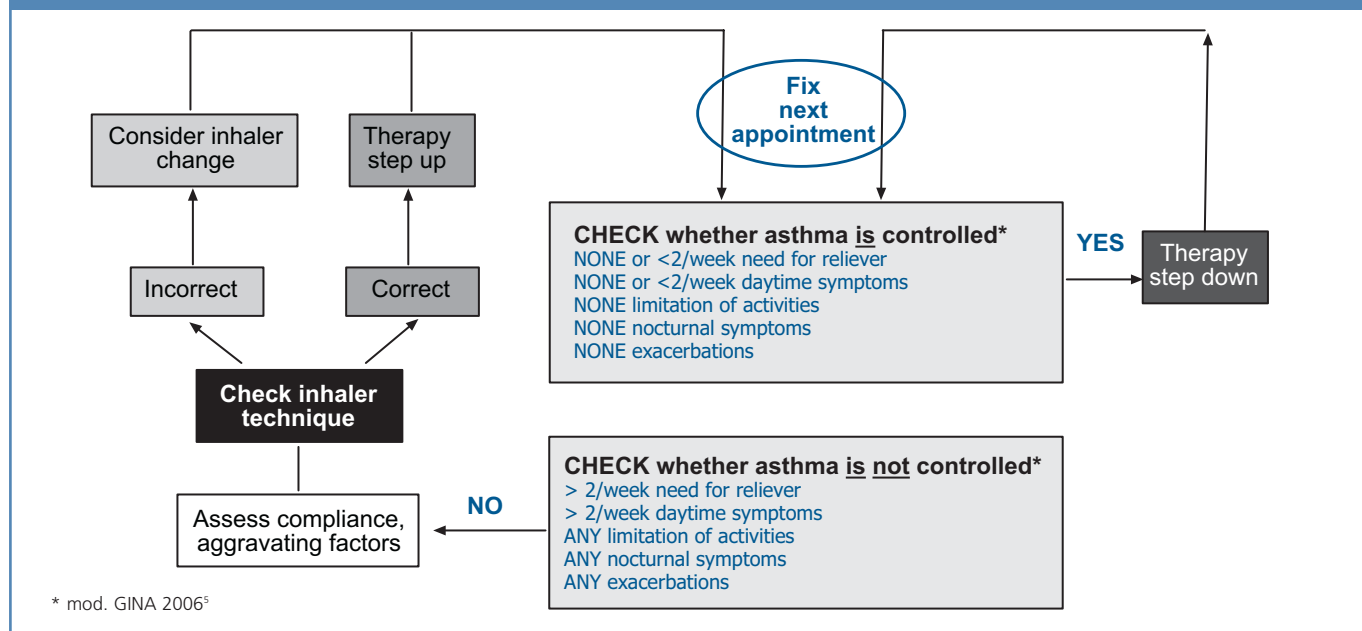 Fix
next
appointment
Consider inhaler
change
Therapy
step up
Incorrect
Correct
Check inhaler
technique
Assess compliance,
aggravating factors
CHECK whether asthma is controlled*
NONE or <2/week need for reliever
NONE or <2/week daytime symptoms
NONE limitation of activities
NONE nocturnal symptoms
NONE exacerbations
YES
Therapy
step down
CHECK whether asthma is not controlled*
> 2/week need for reliever
> 2/week daytime symptoms
ANY limitation of activities
ANY nocturnal symptoms
ANY exacerbations
NO
* mod. GINA 2006⁵